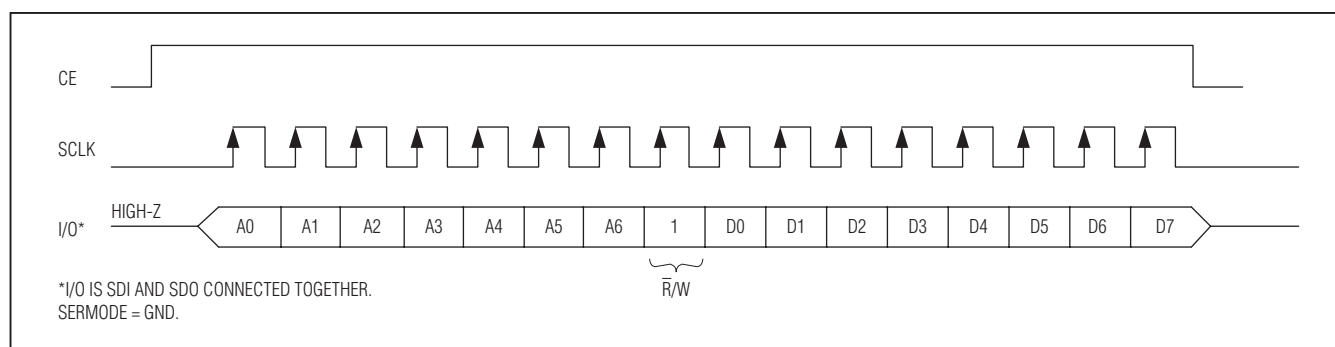 CE
SCLK
I/O*
HIGH-Z
A0 A1 A2 A3 A4 A5 A6 1 D0 D1 D2 D3 D4 D5 D6 D7
R̅/W
*I/O IS SDI AND SDO CONNECTED TOGETHER.
SERMODE = GND.